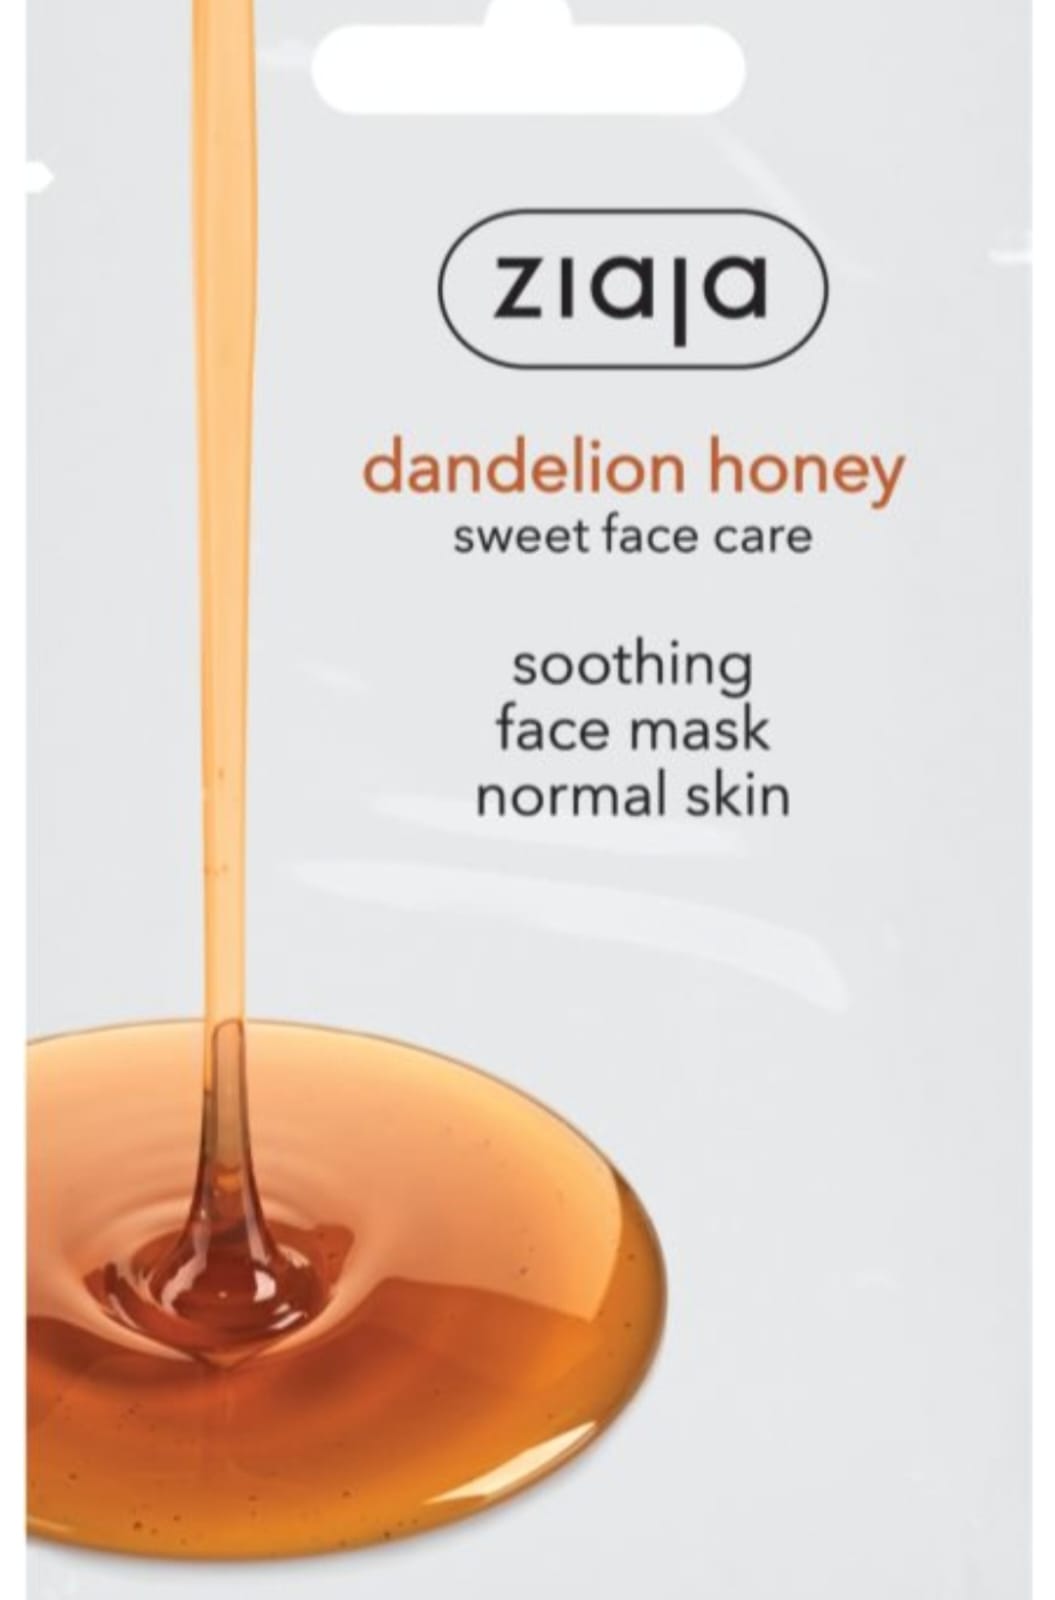 ziaja
dandelion honey
sweet face care
soothing
face mask
normal skin